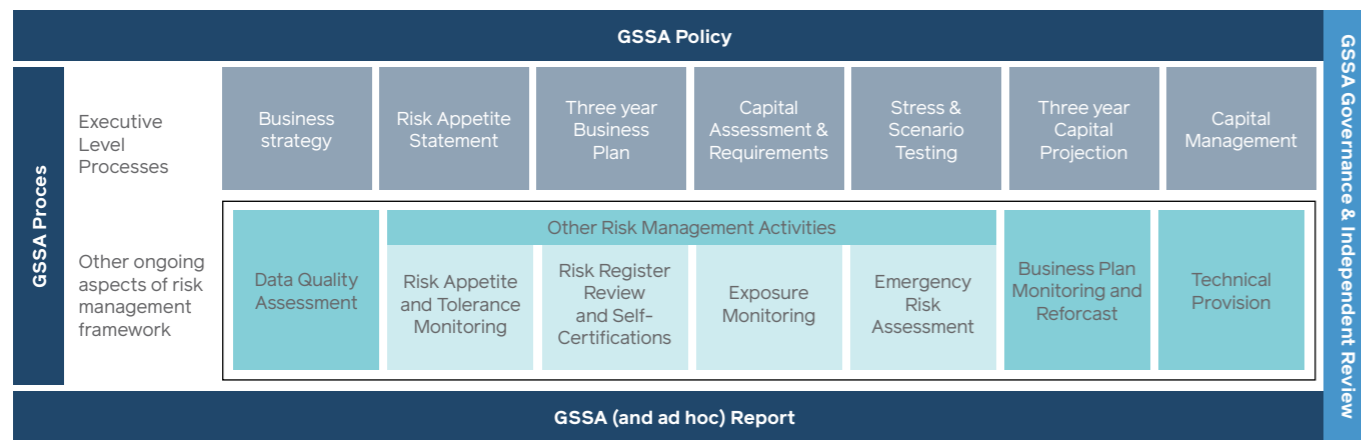 GSSA Policy
GSSA Proces
Executive
Level
Processes
Business
strategy
Risk Appetite
Statement
Three year
Business
Plan
Capital
Assessment &
Requirements
Stress &
Scenario
Testing
Three year
Capital
Projection
Capital
Management
Other ongoing
aspects of risk
management
framework
Data Quality
Assessment
Other Risk Management Activities
Risk Appetite
and Tolerance
Monitoring
Risk Register
Review
and Self-
Certifications
Exposure
Monitoring
Emergency
Risk
Assessment
Business Plan
Monitoring and
Reforcast
Technical
Provision
GSSA (and ad hoc) Report
GSSA Governance & Independent Review